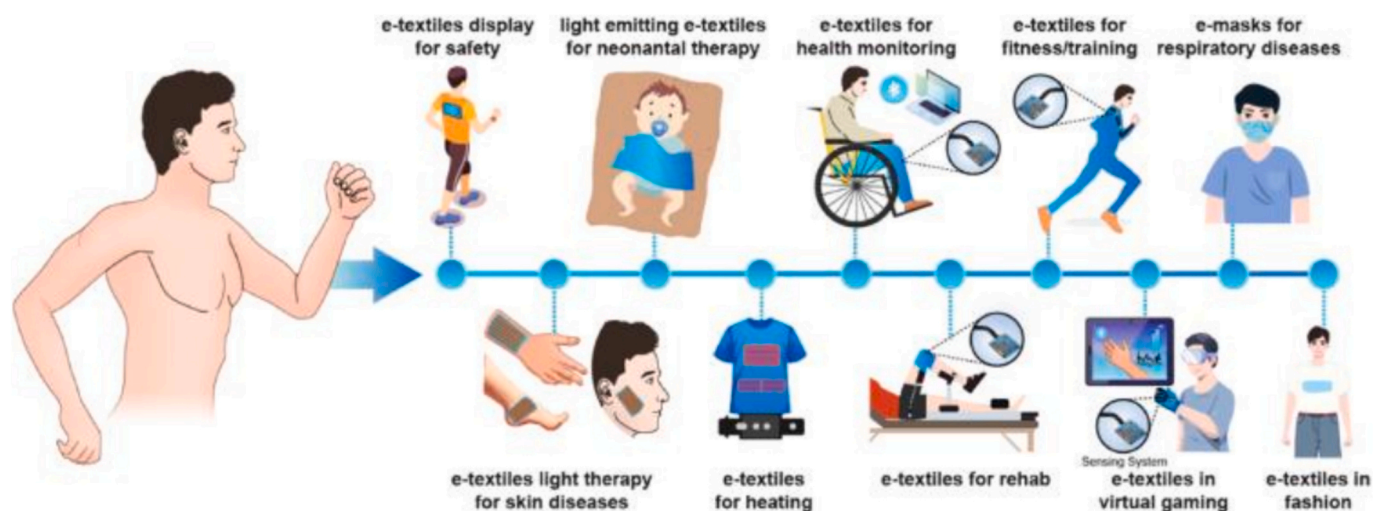 e-textiles display
for safety
light emitting e-textiles
for neonantal therapy
e-textiles for
health monitoring
e-textiles for
fitness/training
e-masks for
respiratory diseases
e-textiles light therapy
for skin diseases
e-textiles
for heating
e-textiles for rehab
Sensing System
e-textiles in
virtual gaming
e-textiles in
fashion